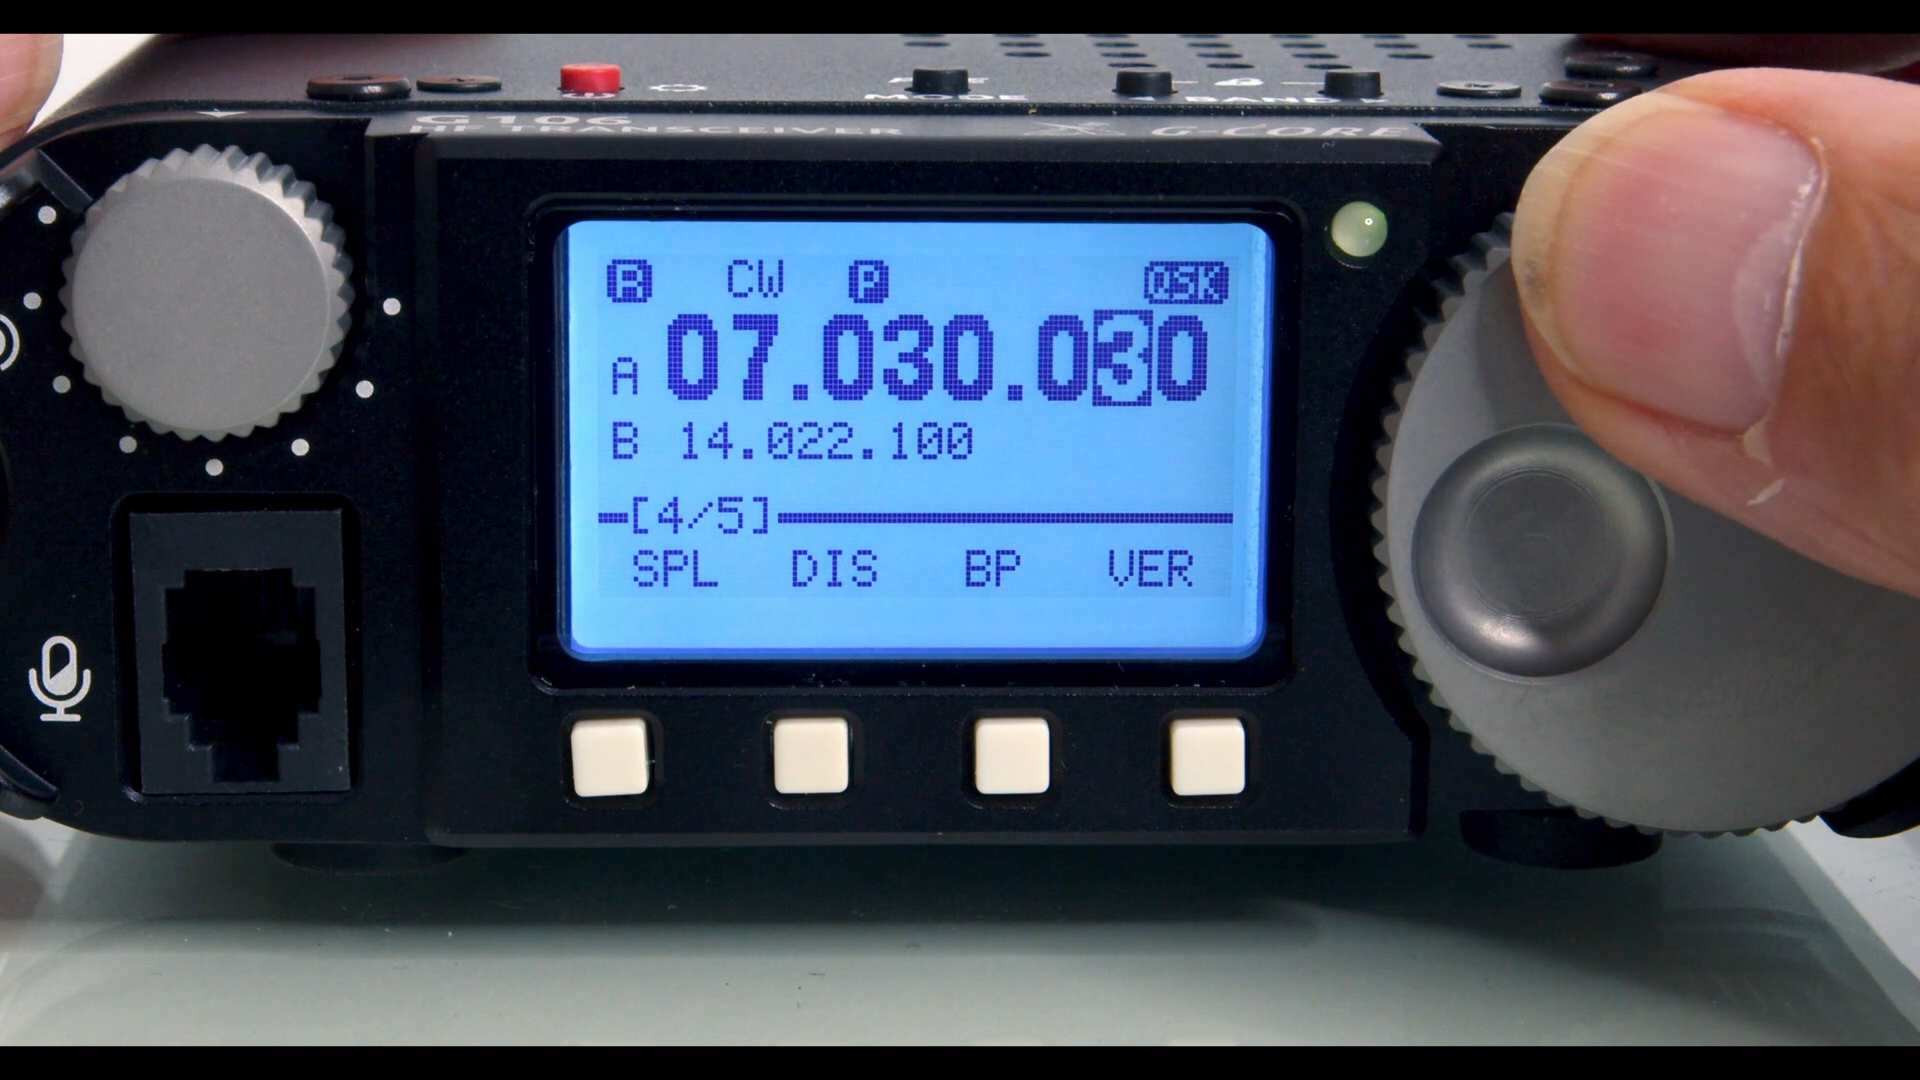 MODE
BAND
G106
HF TRANSCEIVER
G-CORE
R CW P QSK
A 07.030.030
B 14.022.100
[4/5]
SPL DIS BP VER